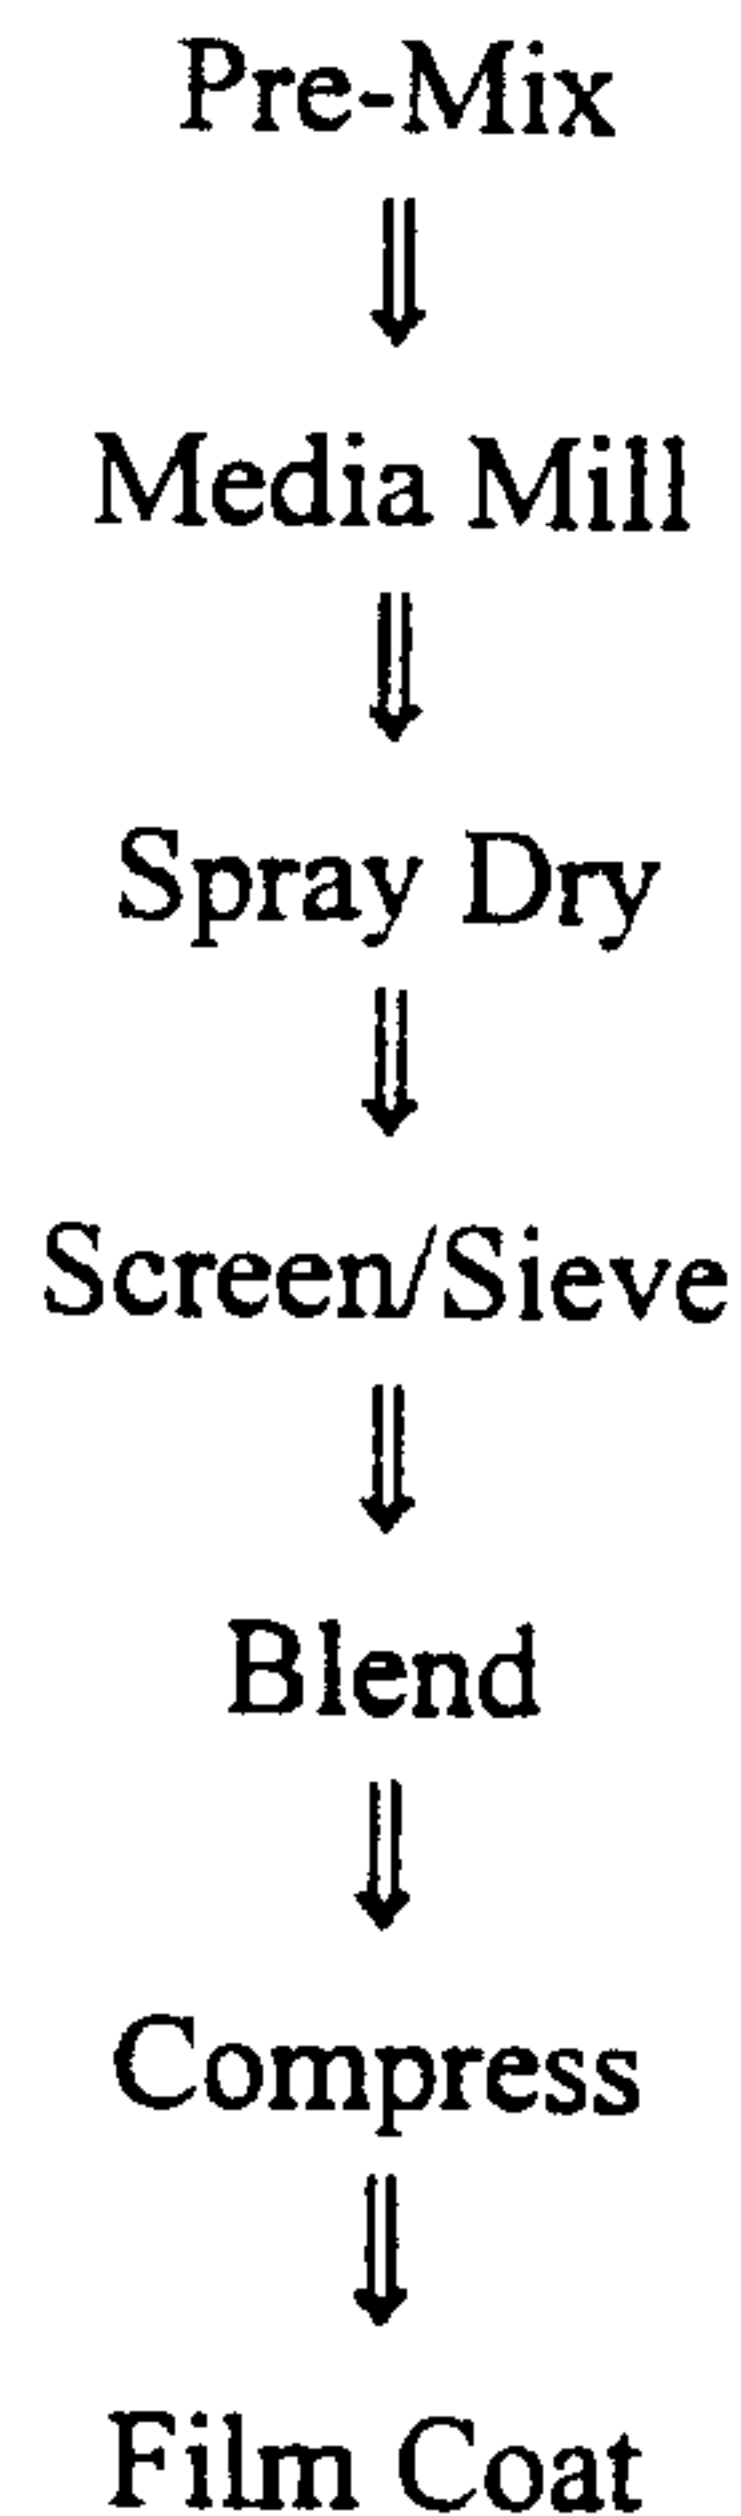 Pre-Mix
Media Mill
Spray Dry
Screen/Sieve
Blend
Compress
Film Coat